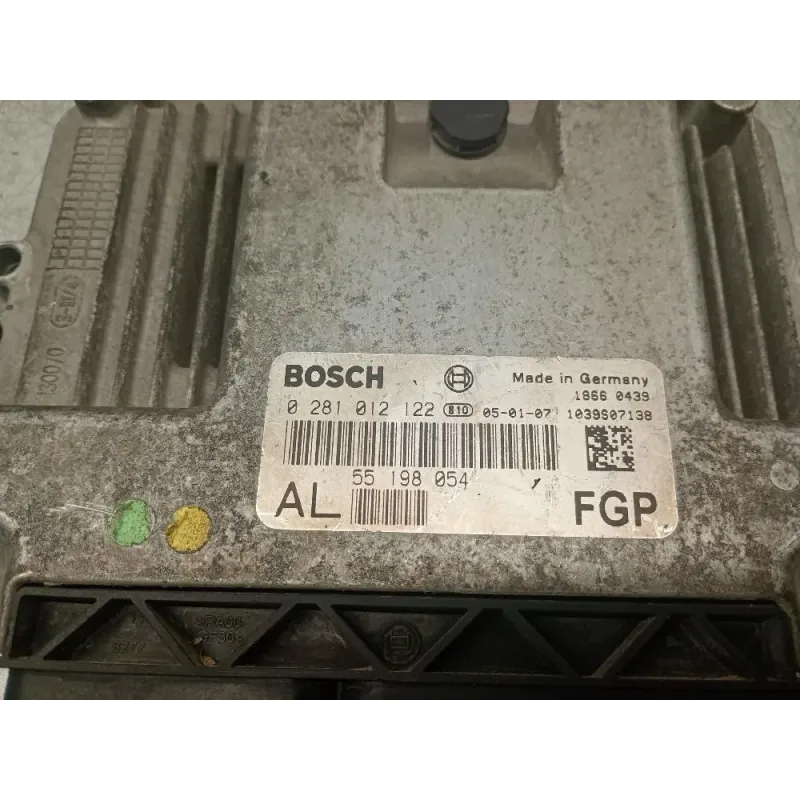 BOSCH
Made in Germany
1966 0439
0 281 012 122 810 05-01-07 1039S07138
55 198 054
AL
FGP